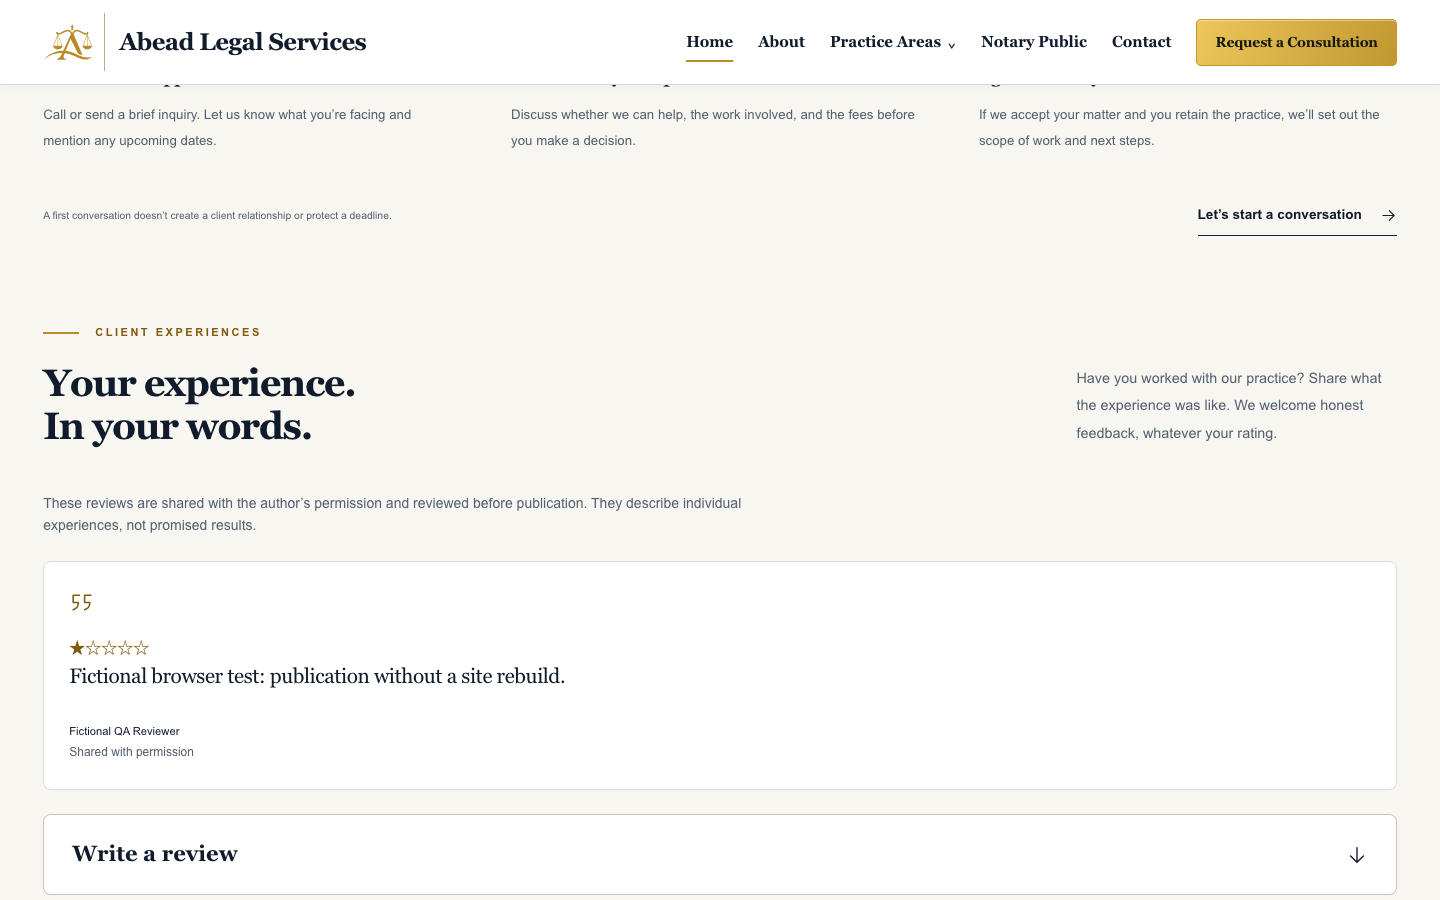 Abead Legal Services
Home
About
Practice Areas
Notary Public
Contact
Request a Consultation
Call or send a brief inquiry. Let us know what you’re facing and
mention any upcoming dates.
Discuss whether we can help, the work involved, and the fees before
you make a decision.
If we accept your matter and you retain the practice, we’ll set out the
scope of work and next steps.
A first conversation doesn’t create a client relationship or protect a deadline.
Let’s start a conversation
CLIENT EXPERIENCES
Your experience.
In your words.
Have you worked with our practice? Share what
the experience was like. We welcome honest
feedback, whatever your rating.
These reviews are shared with the author’s permission and reviewed before publication. They describe individual
experiences, not promised results.
Fictional browser test: publication without a site rebuild.
Fictional QA Reviewer
Shared with permission
Write a review